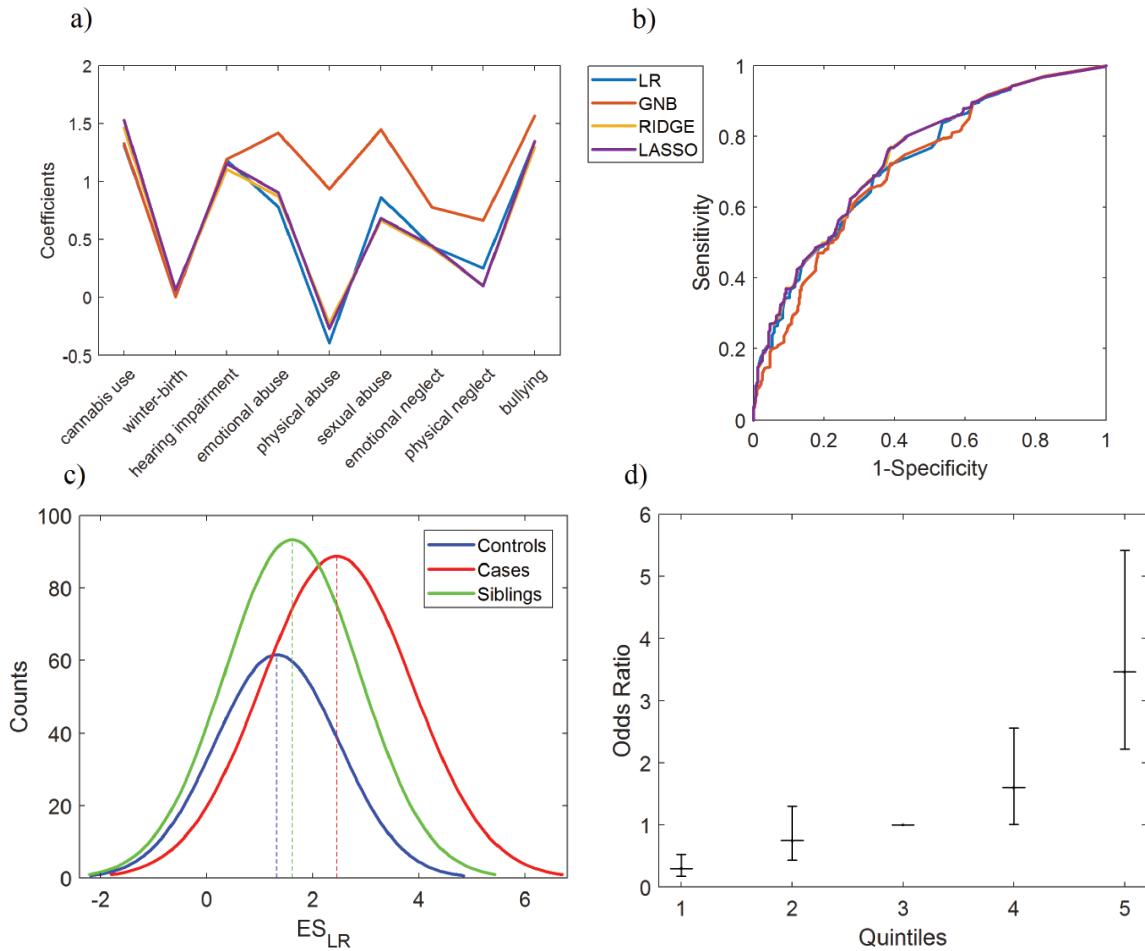 a)
2
1.5
1
0.5
0
-0.5
Coefficients
cannabis use
winter-birth
hearing impairment
emotional abuse
physical abuse
sexual abuse
emotional neglect
physical neglect
bullying
LR
GNB
RIDGE
LASSO
b)
1
0.8
0.6
0.4
0.2
0
Sensitivity
0
0.2
0.4
0.6
0.8
1
1-Specificity
c)
100
80
60
40
20
0
Counts
Controls
Cases
Siblings
-2
0
2
4
6
ES_LR
d)
6
5
4
3
2
1
0
Odds Ratio
1
2
3
4
5
Quintiles